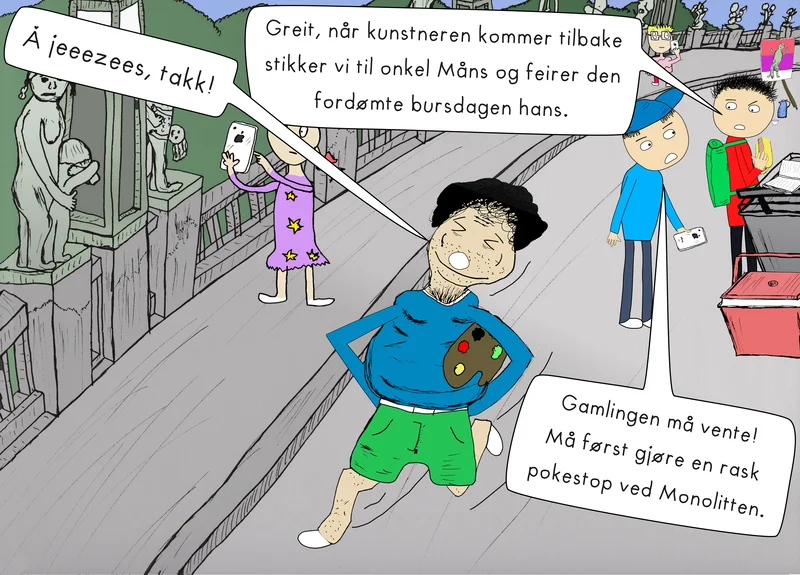 Å jeeezees, takk!
Greit, når kunstneren kommer tilbake
stikker vi til onkel Måns og feirer den
fordømte bursdagen hans.
Gamlingen må vente!
Må først gjøre en rask
pokestop ved Monolitten.